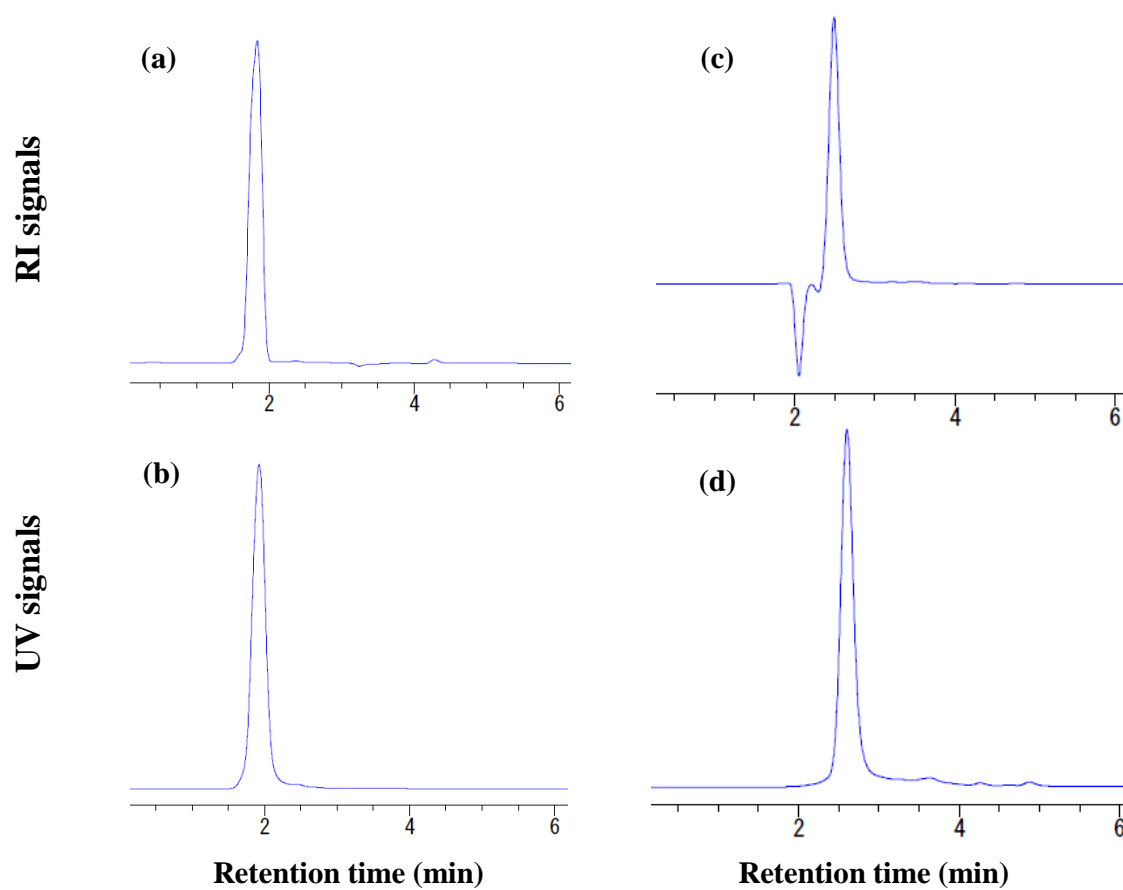 (a)
(c)
RI signals
2 4 6
2 4 6
(b)
(d)
UV signals
2 4 6
2 4 6
Retention time (min)
Retention time (min)